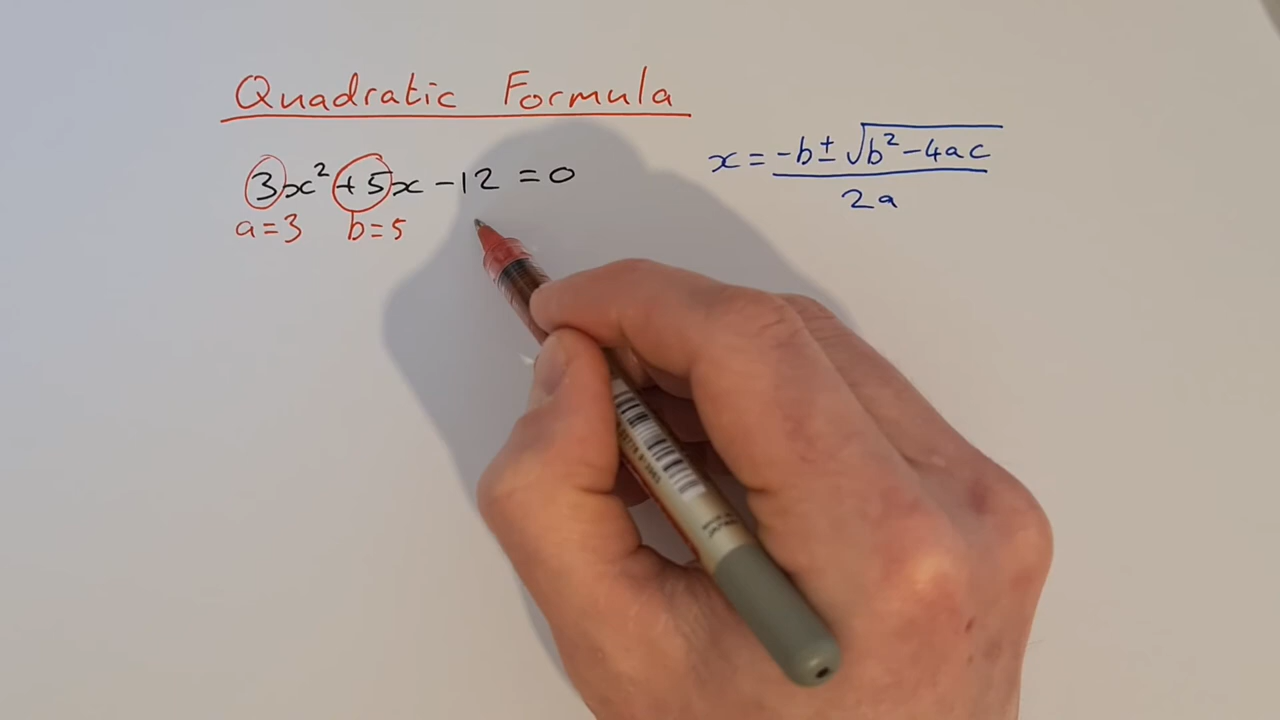 Quadratic Formula
3x² + 5x - 12 = 0
a = 3 b = 5
x = -b ± √b² - 4ac
2a